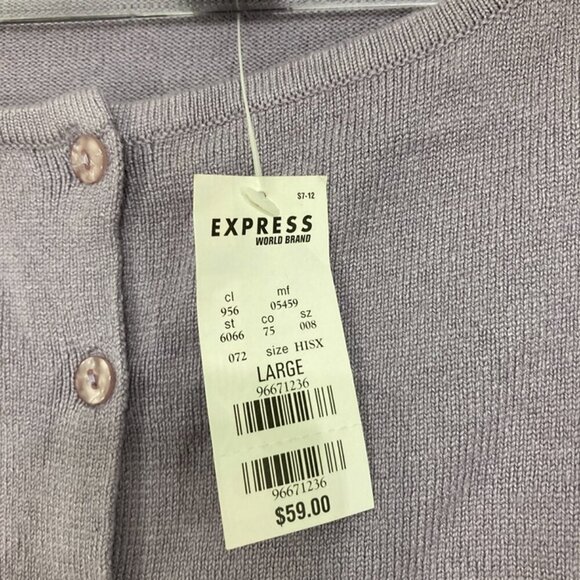 S7-12
EXPRESS
WORLD BRAND
cl mf
956 05459
st co sz
6066 75 008
072 size HISX
LARGE
96671236
96671236
$59.00